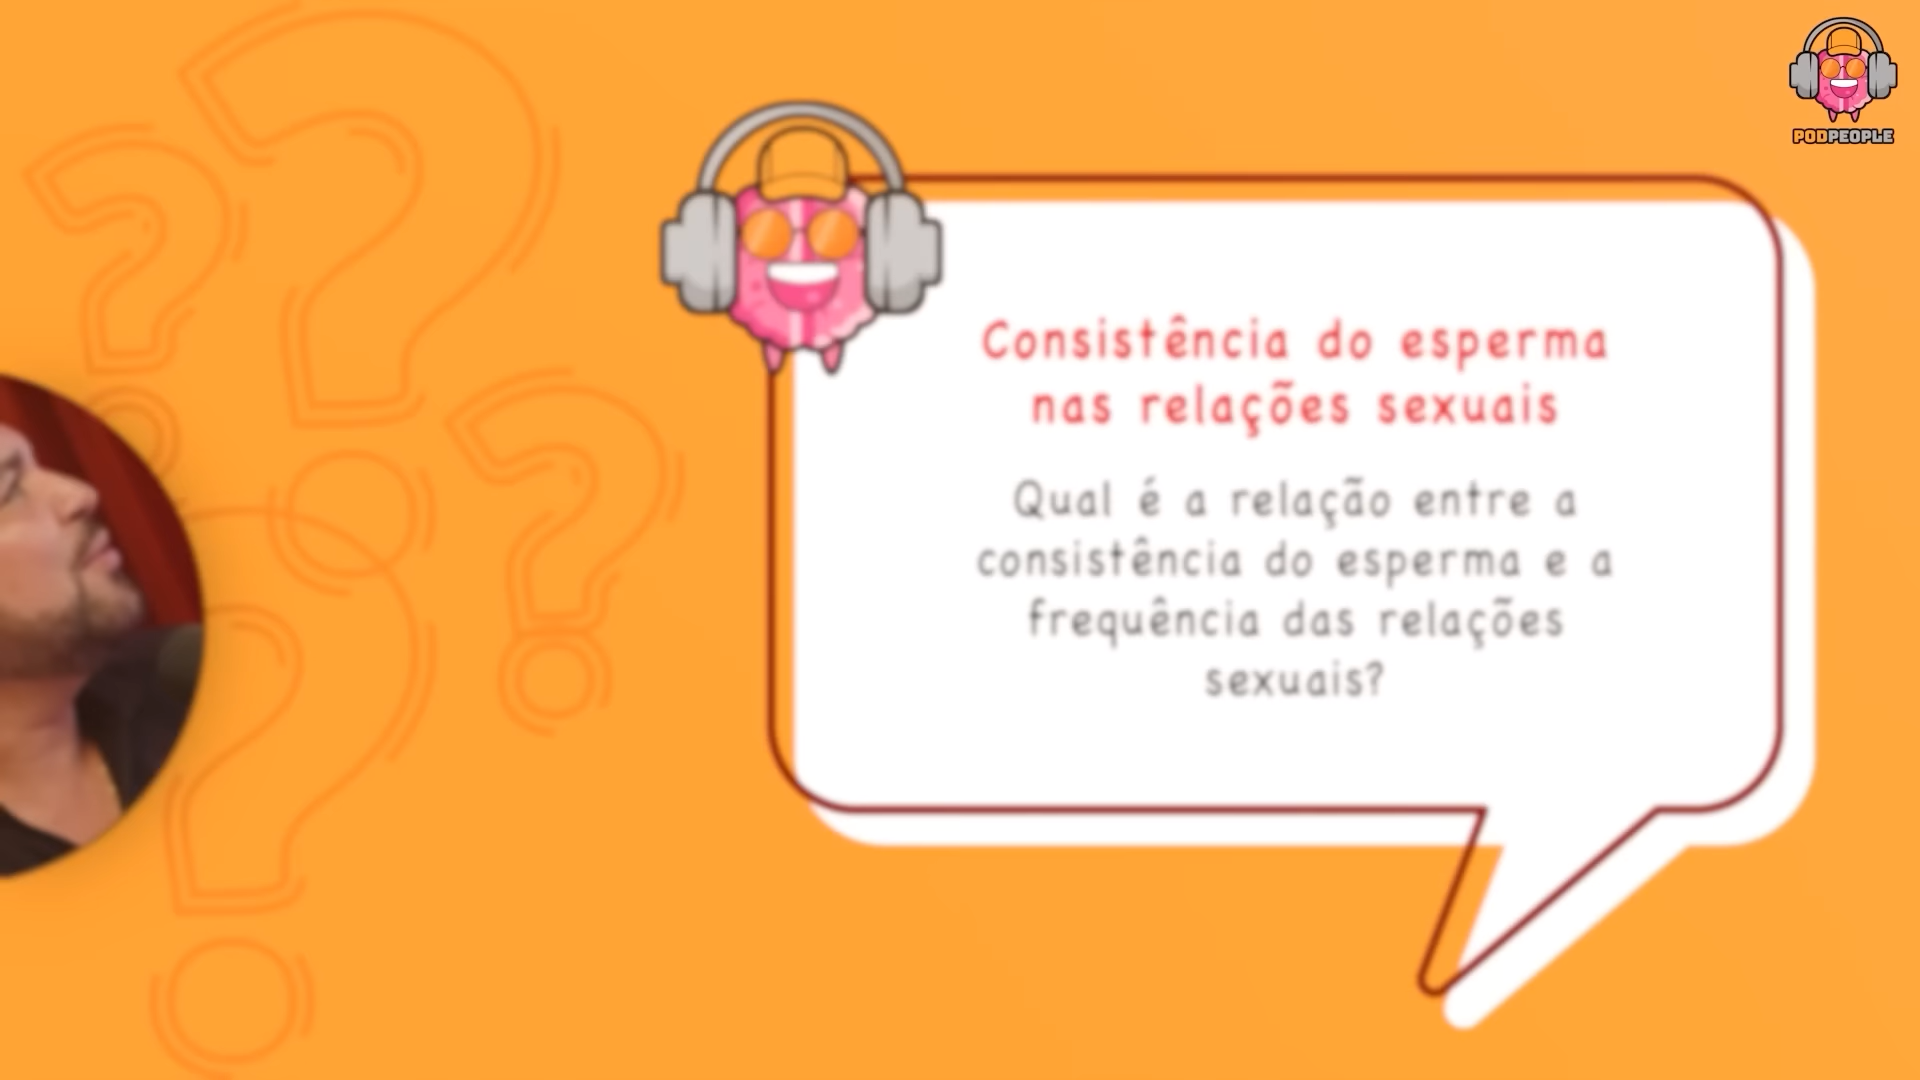 PODPEOPLE
Consistência do esperma
nas relações sexuais
Qual é a relação entre a
consistência do esperma e a
frequência das relações
sexuais?